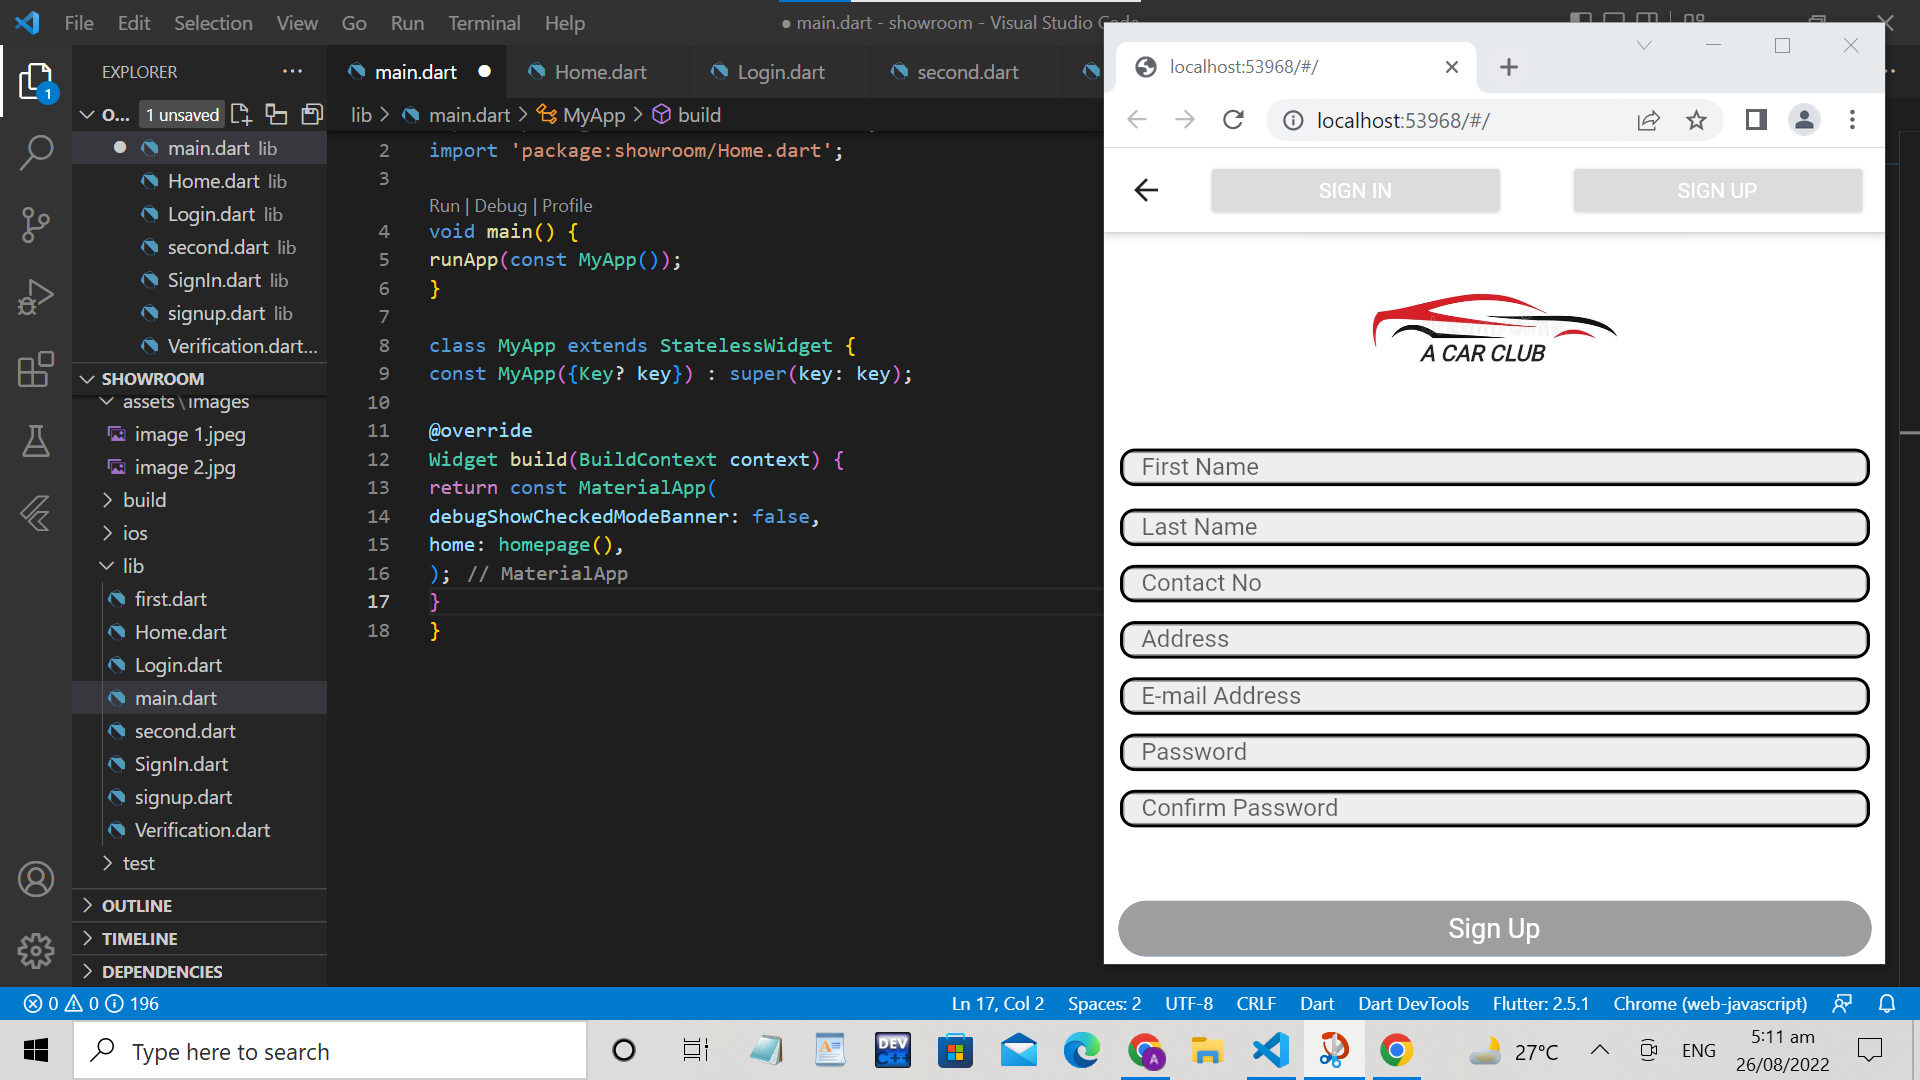 File Edit Selection View Go Run Terminal Help
● main.dart - showroom - Visual Studio Code
EXPLORER
O... 1 unsaved
main.dart lib
Home.dart lib
Login.dart lib
second.dart lib
SignIn.dart lib
signup.dart lib
Verification.dart...
SHOWROOM
assets\images
image 1.jpeg
image 2.jpg
build
ios
lib
first.dart
Home.dart
Login.dart
main.dart
second.dart
SignIn.dart
signup.dart
Verification.dart
test
OUTLINE
TIMELINE
DEPENDENCIES
1
main.dart Home.dart Login.dart second.dart
lib > main.dart > MyApp > build
2 import 'package:showroom/Home.dart';
3
Run | Debug | Profile
4 void main() {
5 runApp(const MyApp());
6 }
7
8 class MyApp extends StatelessWidget {
9 const MyApp({Key? key}) : super(key: key);
10
11 @override
12 Widget build(BuildContext context) {
13 return const MaterialApp(
14 debugShowCheckedModeBanner: false,
15 home: homepage(),
16 ); // MaterialApp
17 }
18 }
localhost:53968/#/
localhost:53968/#/
SIGN IN SIGN UP
A CAR CLUB
First Name
Last Name
Contact No
Address
E-mail Address
Password
Confirm Password
Sign Up
0 0 196
Ln 17, Col 2 Spaces: 2 UTF-8 CRLF Dart Dart DevTools Flutter: 2.5.1 Chrome (web-javascript)
Type here to search
DEV C++
A
27°C ENG
5:11 am
26/08/2022